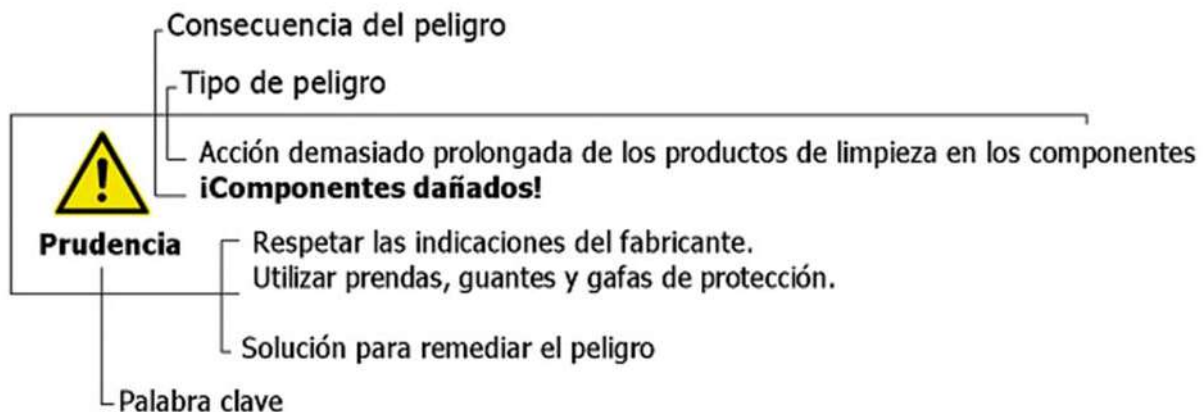 Consecuencia del peligro
Tipo de peligro
Acción demasiado prolongada de los productos de limpieza en los componentes
¡Componentes dañados!
Prudencia
Respetar las indicaciones del fabricante.
Utilizar prendas, guantes y gafas de protección.
Solución para remediar el peligro
Palabra clave